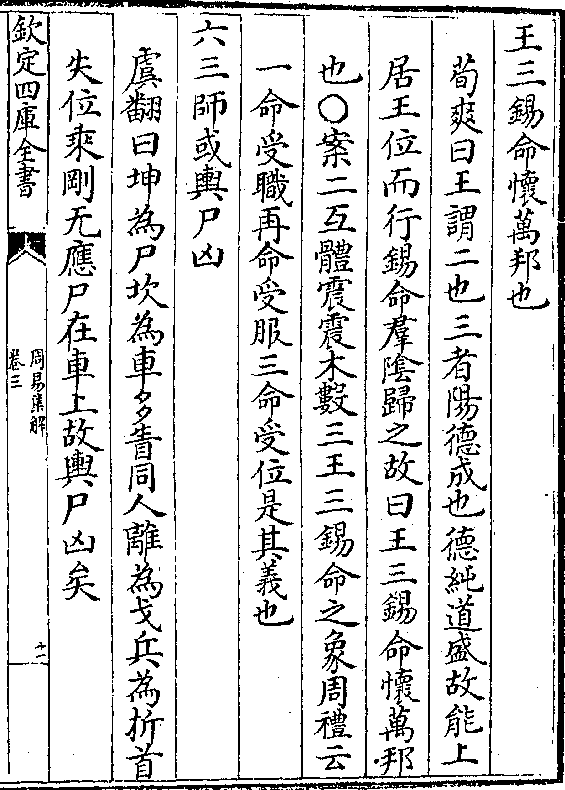 王三錫命懷萬邦也
荀爽曰王謂二也三者陽德成也德純道盛故能上
居王位而行錫命羣隂歸之故曰王三錫命懷萬邦
也○案二互體震震木數三王三錫命之象周禮云
一命受職再命受服三命受位是其義也
六三師或輿尸凶
虞翻曰坤為尸坎為車多眚同人離為戈兵為折首
失位乘剛无應尸在車上故輿尸凶矣
欽定四庫全書
周易集解
卷三
十一